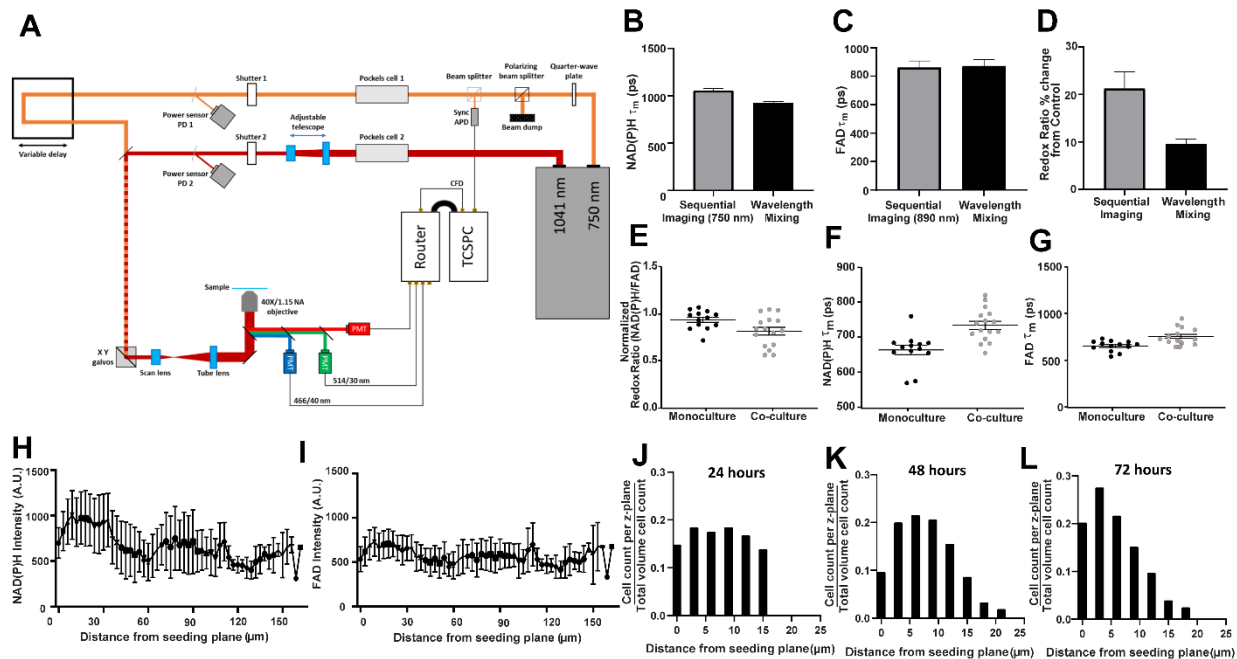 A
Shutter 1
Pockels cell 1
Beam splitter
Polarizing
beam splitter
Quarter-wave
plate
Power sensor
PD 1
Sync
APD
Beam dump
Variable delay
Shutter 2
Adjustable
telescope
Pockels cell 2
Power sensor
PD 2
CFD
Router
TCSPC
1041 nm
750 nm
Sample
40X/1.15 NA
objective
PMT
PMT
PMT
X Y
galvos
Scan lens
Tube lens
514/30 nm
466/40 nm
B
NAD(P)H τm (ps)
1500
1000
500
0
Sequential
Imaging (750 nm)
Wavelength
Mixing
C
FAD τm (ps)
1000
800
600
400
200
0
Sequential
Imaging (890 nm)
Wavelength
Mixing
D
Redox Ratio % change
from Control
30
20
10
0
Sequential
Imaging
Wavelength
Mixing
E
Normalized
Redox Ratio (NAD(P)H/FAD)
1.5
1.0
0.5
0.0
Monoculture
Co-culture
F
NAD(P)H τm (ps)
900
800
700
600
500
Monoculture
Co-culture
G
FAD τm (ps)
1500
1000
500
0
Monoculture
Co-culture
H
NAD(P)H Intensity (A.U.)
1500
1000
500
0
0 30 60 90 120 150
Distance from seeding plane (µm)
I
FAD Intensity (A.U.)
1500
1000
500
0
0 30 60 90 120 150
Distance from seeding plane (µm)
J
24 hours
Cell count per z-plane
Total volume cell count
0.3
0.2
0.1
0.0
0 5 10 15 20 25
Distance from seeding plane(µm)
K
48 hours
Cell count per z-plane
Total volume cell count
0.3
0.2
0.1
0.0
0 5 10 15 20 25
Distance from seeding plane (µm)
L
72 hours
Cell count per z-plane
Total volume cell count
0.3
0.2
0.1
0.0
0 5 10 15 20 25
Distance from seeding plane(µm)